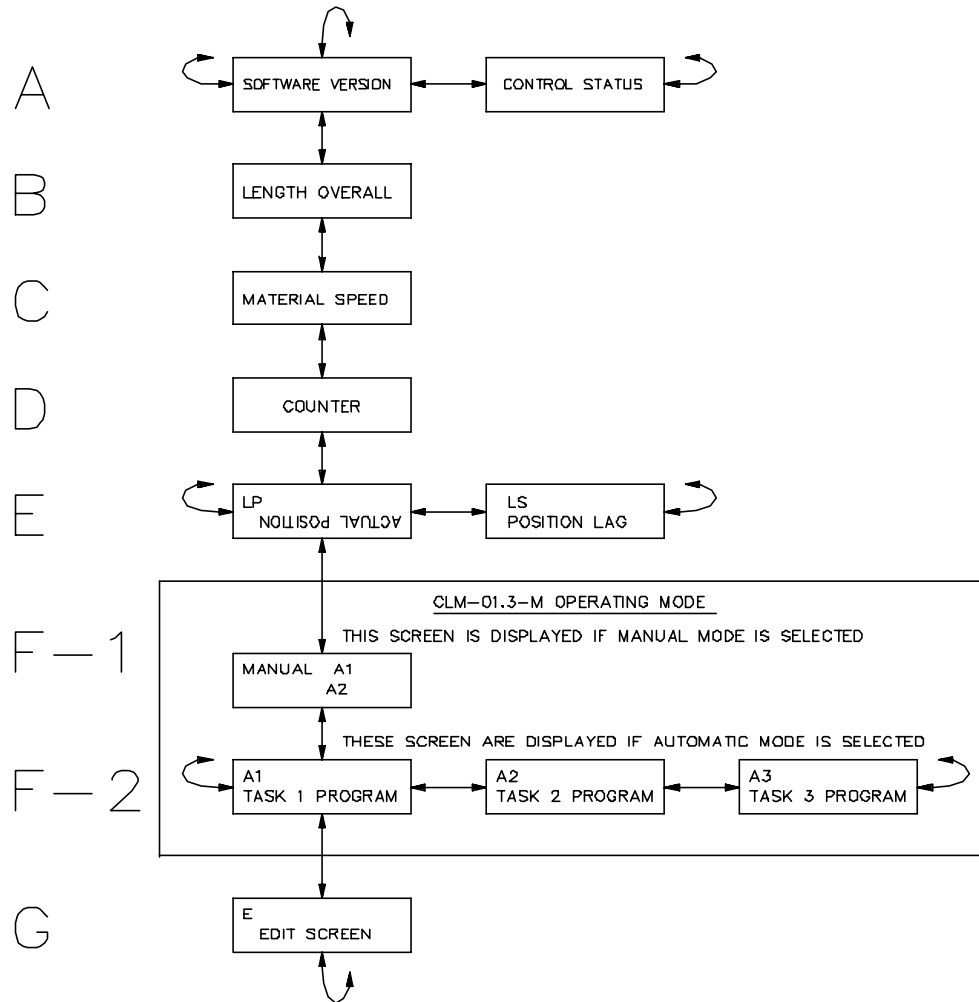 A
SOFTWARE VERSION
CONTROL STATUS
B
LENGTH OVERALL
C
MATERIAL SPEED
D
COUNTER
E
LP
ACTUAL POSITION
LS
POSITION LAG
CLM-01.3-M OPERATING MODE
F-1
THIS SCREEN IS DISPLAYED IF MANUAL MODE IS SELECTED
MANUAL A1
A2
THESE SCREEN ARE DISPLAYED IF AUTOMATIC MODE IS SELECTED
F-2
A1
TASK 1 PROGRAM
A2
TASK 2 PROGRAM
A3
TASK 3 PROGRAM
G
E
EDIT SCREEN